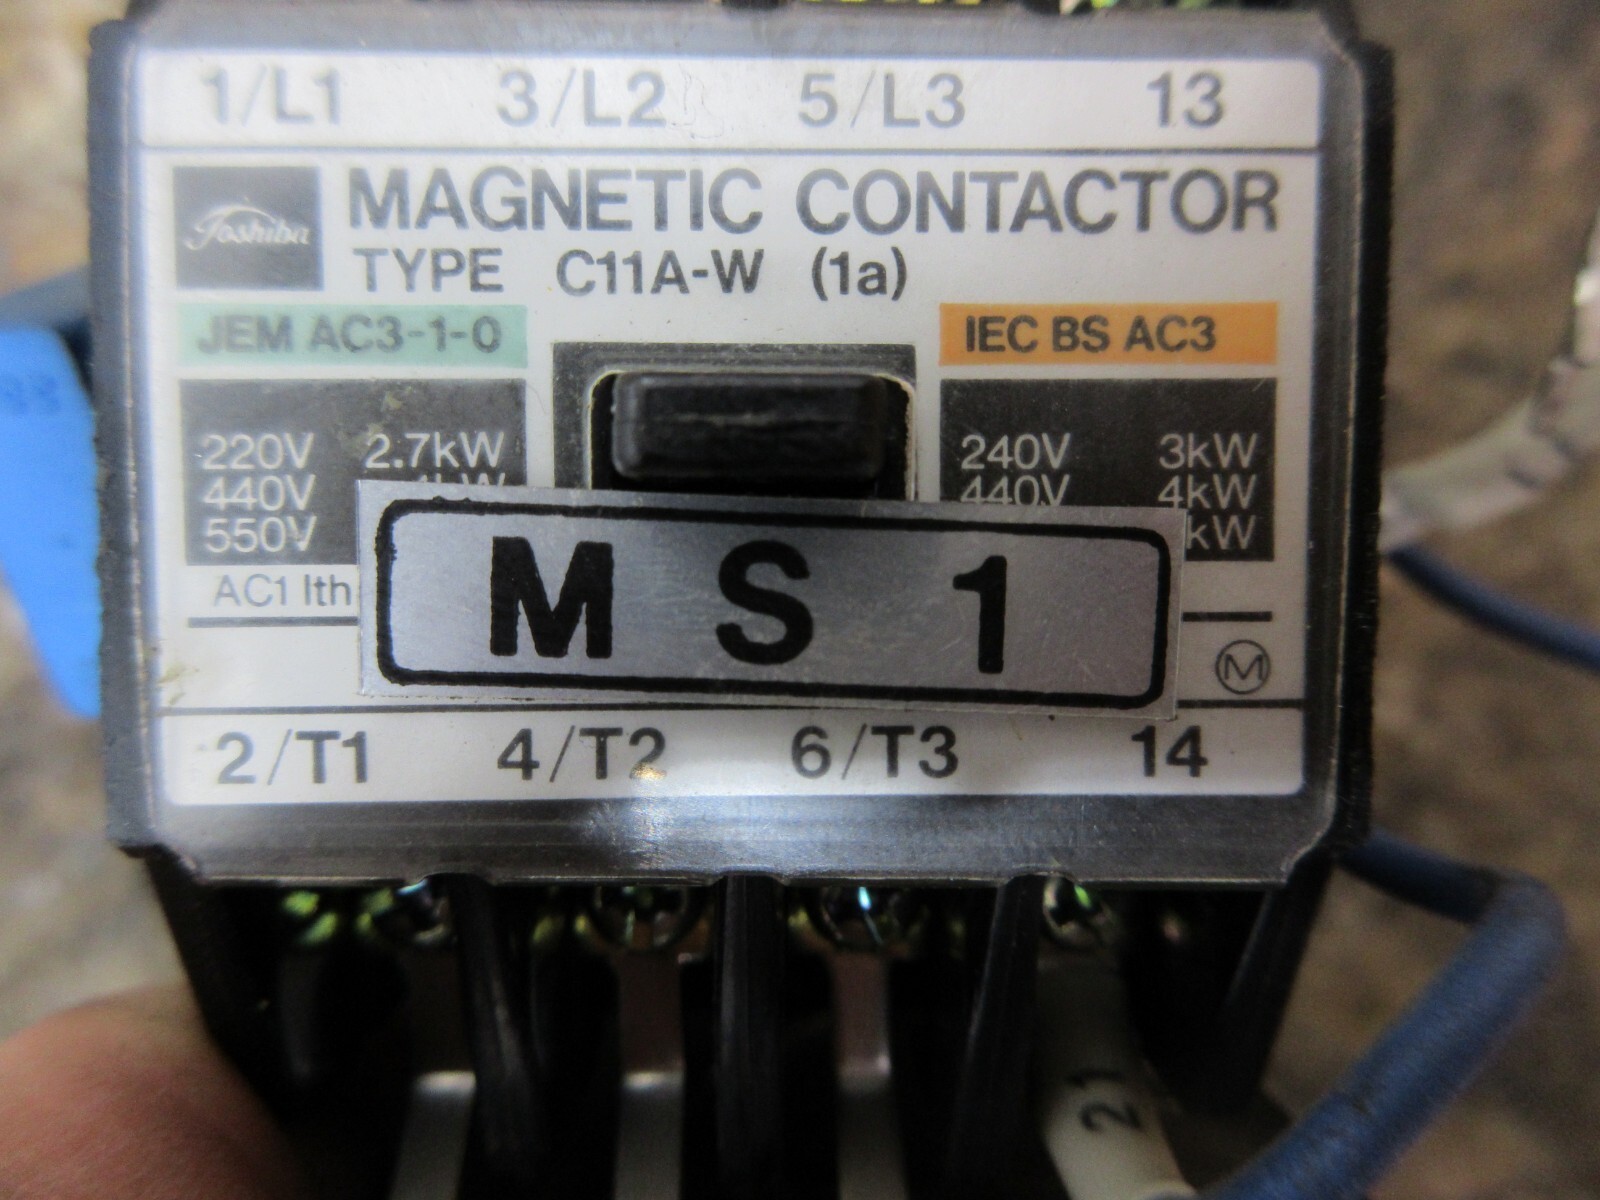 1/L1 3/L2 5/L3 13
Toshiba
MAGNETIC CONTACTOR
TYPE C11A-W (1a)
JEM AC3-1-0
220V 2.7kW
440V 4kW
550V
AC1 Ith
IEC BS AC3
240V 3kW
440V 4kW
kW
M S 1
M
2/T1 4/T2 6/T3 14
21